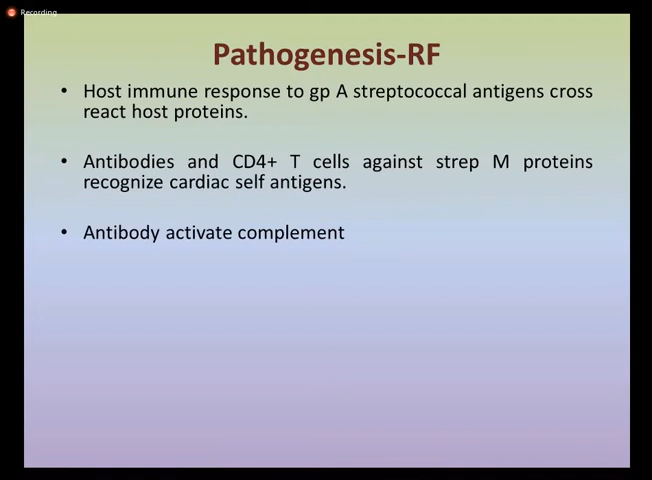 Recording
Pathogenesis-RF
• Host immune response to gp A streptococcal antigens cross
react host proteins.
• Antibodies and CD4+ T cells against strep M proteins
recognize cardiac self antigens.
• Antibody activate complement